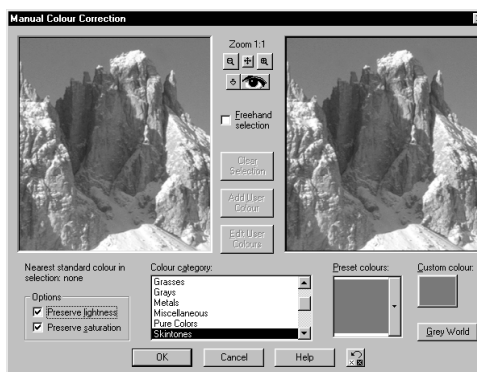 Manual Colour Correction
Zoom 1:1
Freehand
selection
Clear
Selection
Add User
Colour
Edit User
Colours
Nearest standard colour in
selection: none
Options
Preserve lightness
Preserve saturation
Colour category:
Grasses
Grays
Metals
Miscellaneous
Pure Colors
Skintones
Preset colours:
Custom colour:
Grey World
OK
Cancel
Help